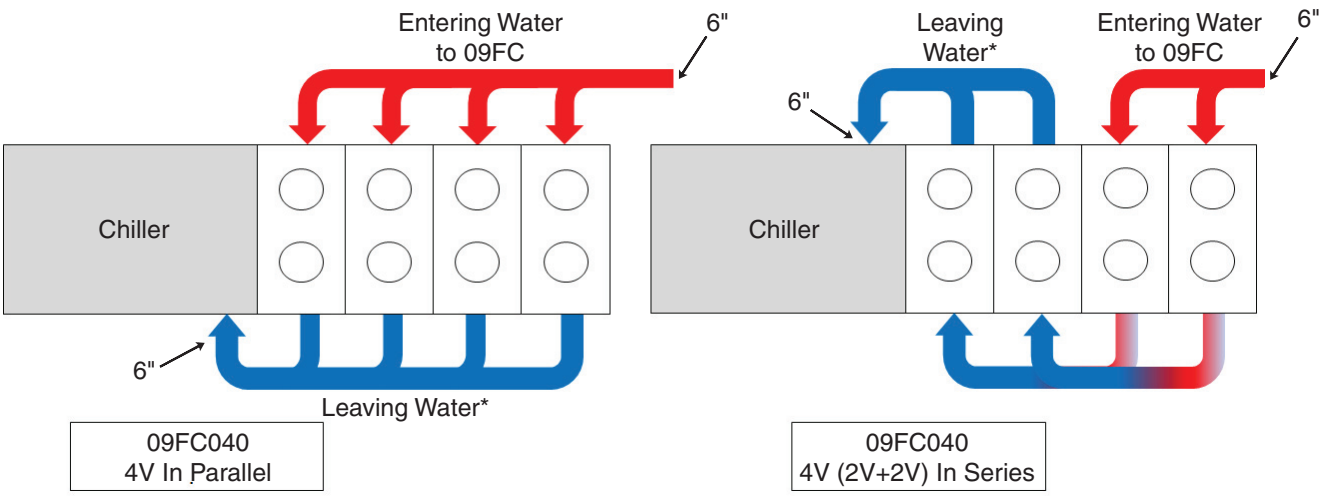 Entering Water
to 09FC
6"
Chiller
6"
Leaving Water*
09FC040
4V In Parallel
Leaving
Water*
Entering Water
to 09FC
6"
6"
Chiller
09FC040
4V (2V+2V) In Series